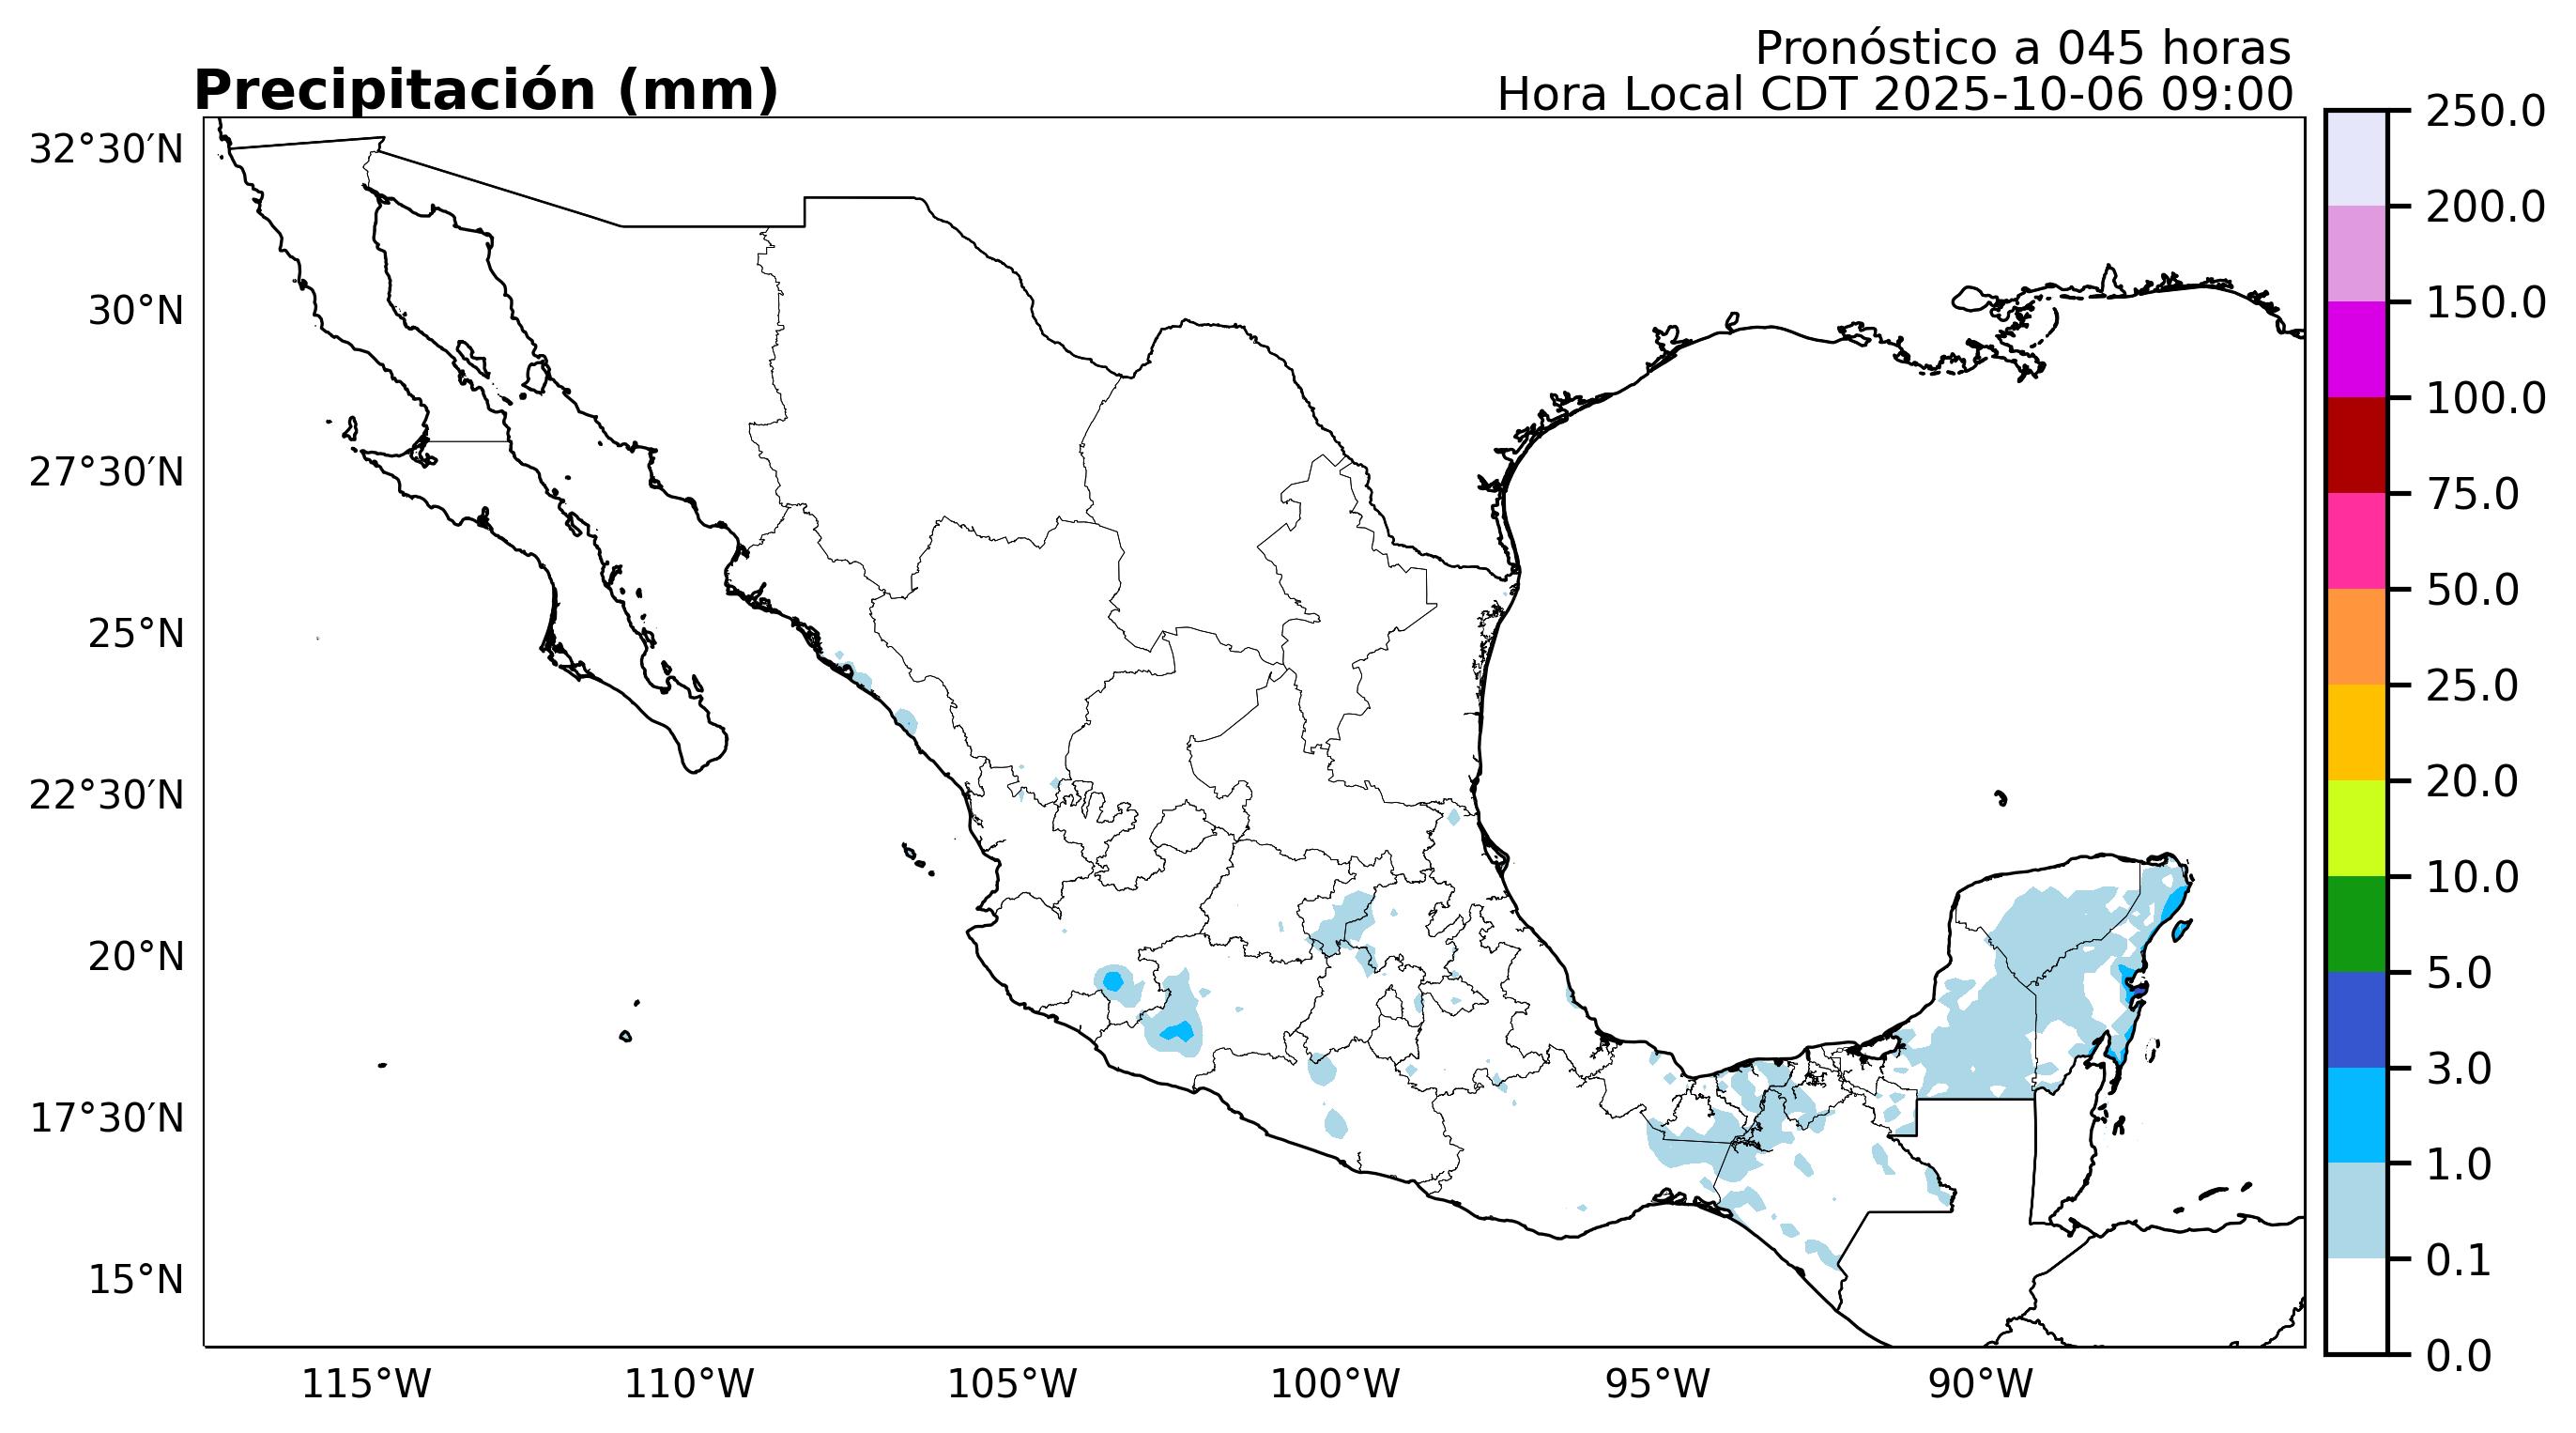 Pronóstico a 045 horas
Precipitación (mm)
Hora Local CDT 2025-10-06 09:00
32°30′N
30°N
27°30′N
25°N
22°30′N
20°N
17°30′N
15°N
115°W
110°W
105°W
100°W
95°W
90°W
250.0
200.0
150.0
100.0
75.0
50.0
25.0
20.0
10.0
5.0
3.0
1.0
0.1
0.0